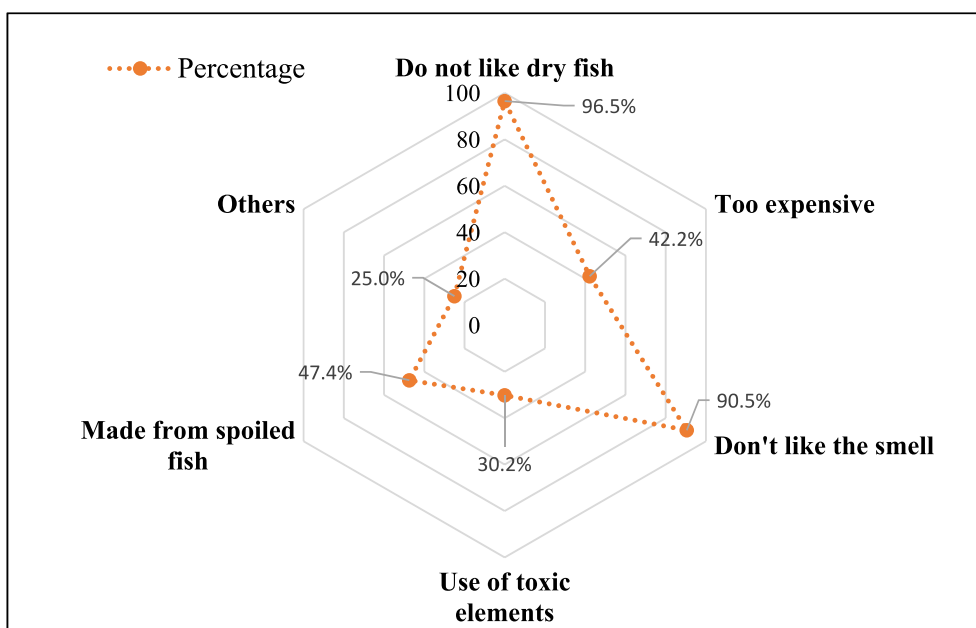 Percentage
Do not like dry fish
100
96.5%
80
60
Others
Too expensive
40
42.2%
25.0%
20
0
47.4%
90.5%
Made from spoiled
fish
Don't like the smell
30.2%
Use of toxic
elements